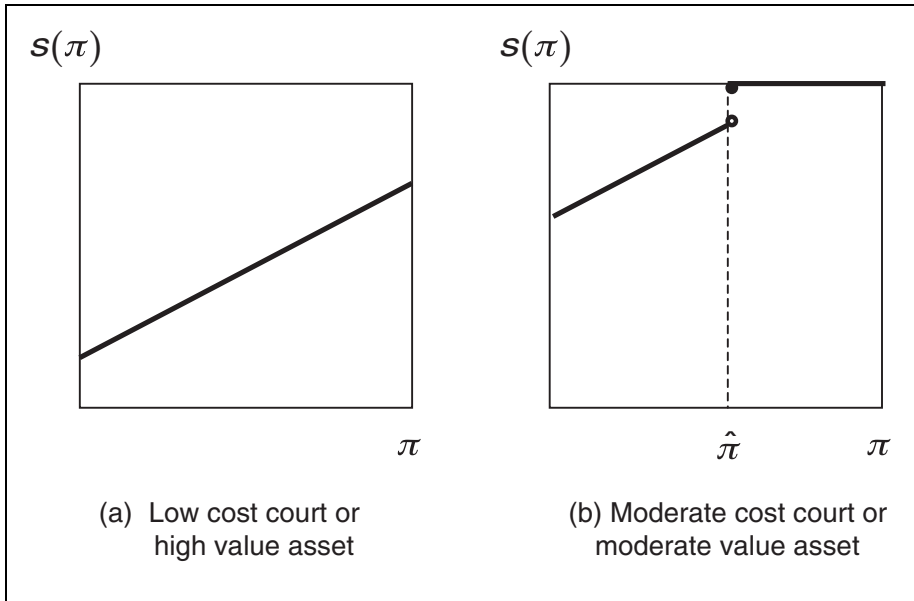 s(π)
π
(a) Low cost court or
high value asset
s(π)
π̂
π
(b) Moderate cost court or
moderate value asset